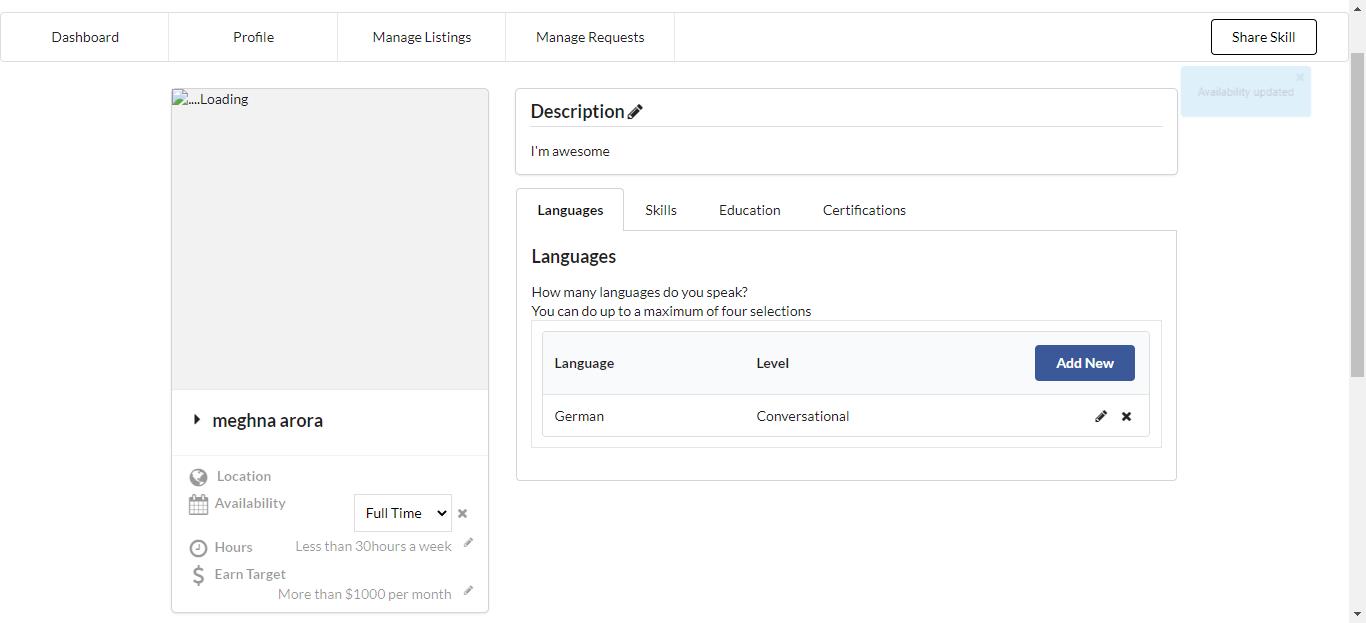 Dashboard
Profile
Manage Listings
Manage Requests
Share Skill
Availability updated
....Loading
meghna arora
Location
Availability
Full Time
Hours
Less than 30hours a week
Earn Target
More than $1000 per month
Description
I'm awesome
Languages
Skills
Education
Certifications
Languages
How many languages do you speak?
You can do up to a maximum of four selections
Language
Level
Add New
German
Conversational